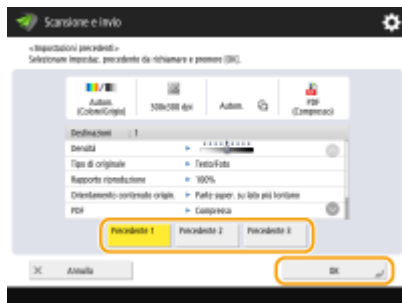 Scansione e Invio
<Impostazioni precedenti>
Selezionare impostaz. precedente da richiamare e premere [OK].
Autom.
(Colore/Grigio)
300x300 dpi
Autom.
PDF
(Compresso)
Destinazioni : 1
Densità
Tipo di originale ▸ Testo/Foto
Rapporto riproduzione ▸ 100%
Orientamento contenuto origin. ▸ Parte super. su lato più lontano
PDF ▸ Compressa
Precedente 1 Precedente 2 Precedente 3
Annulla OK